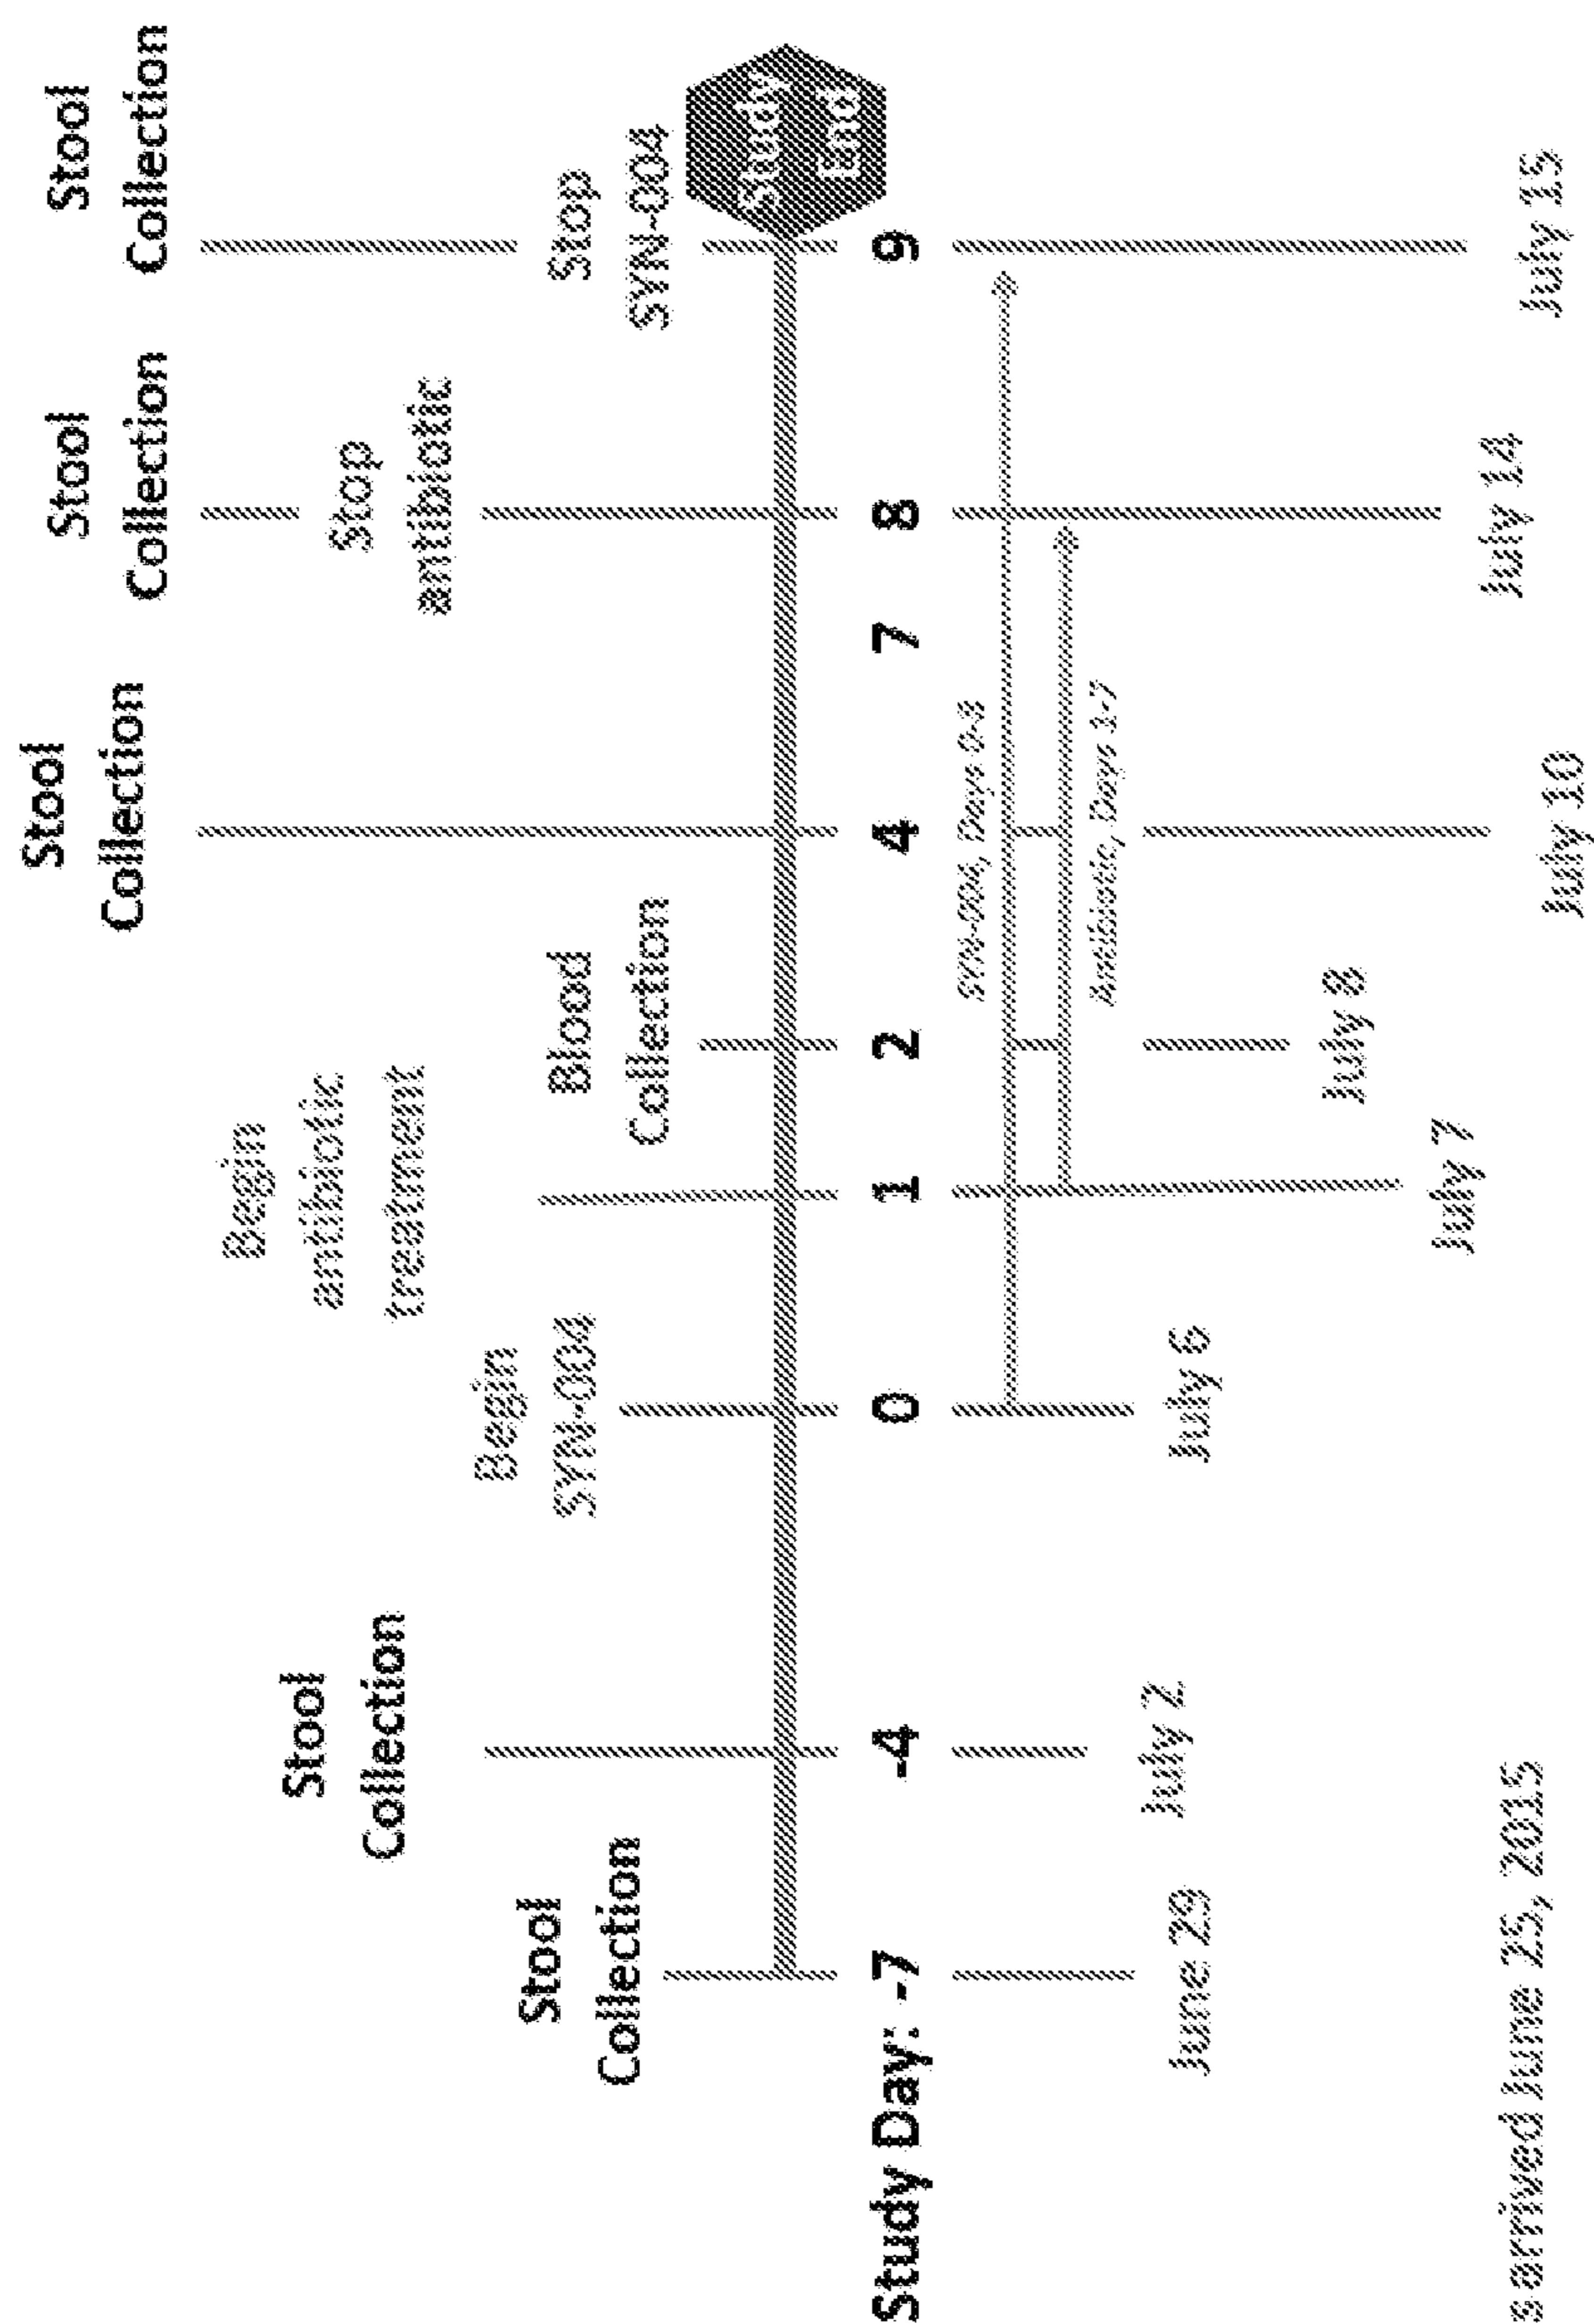 Stool
Collection
Stool
Collection
Begin
SYN-004
Begin
antibiotic
treatment
Blood
Collection
Stool
Collection
Stool
Collection
Stop
antibiotic
Stool
Collection
Stop
SYN-004
Study
End
Study Day: -7 -4 0 1 2 4 7 8 9
SYN-004, Days 0-8
Antibiotic, Days 1-7
June 29
July 2
July 6
July 7
July 8
July 10
July 14
July 15
s arrived June 25, 2015